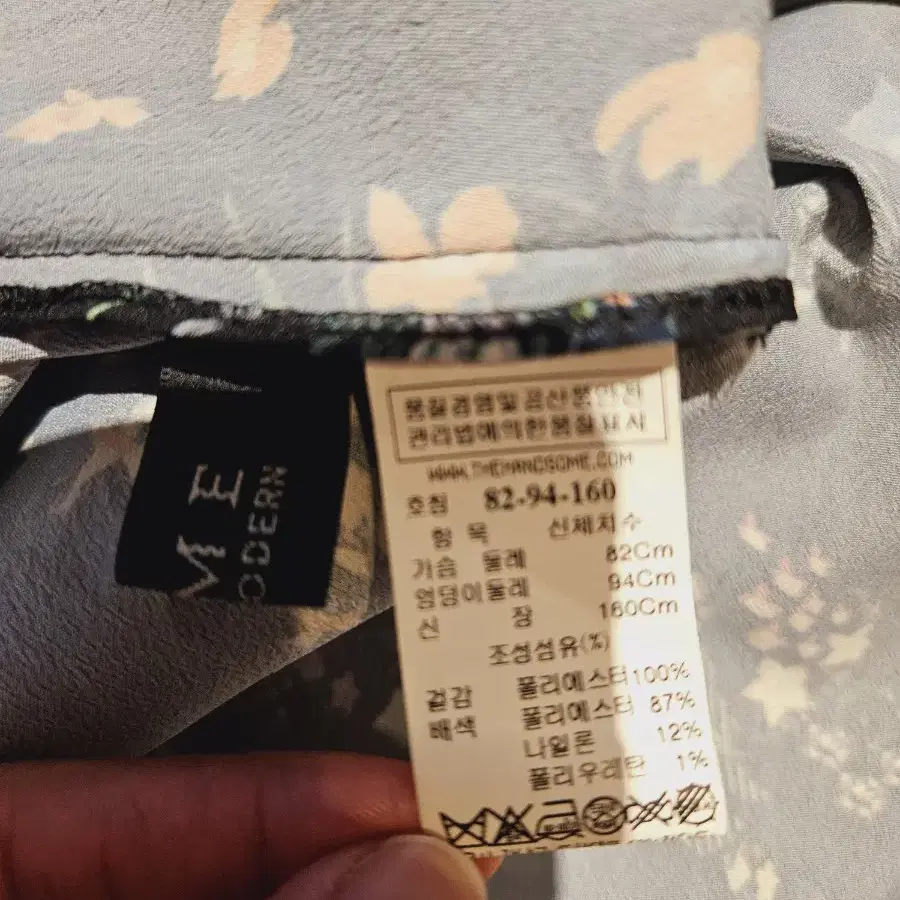 품질경영및공산품안전
관리법에의한품질표시
WWW.THEHANDSOME.COM
호칭 82-94-160
항 목 신체치수
가슴 둘레 82Cm
엉덩이둘레 94Cm
신 장 160Cm
조성섬유(%)
겉감 폴리에스터100%
배색 폴리에스터 87%
나일론 12%
폴리우레탄 1%
ME
ODERN